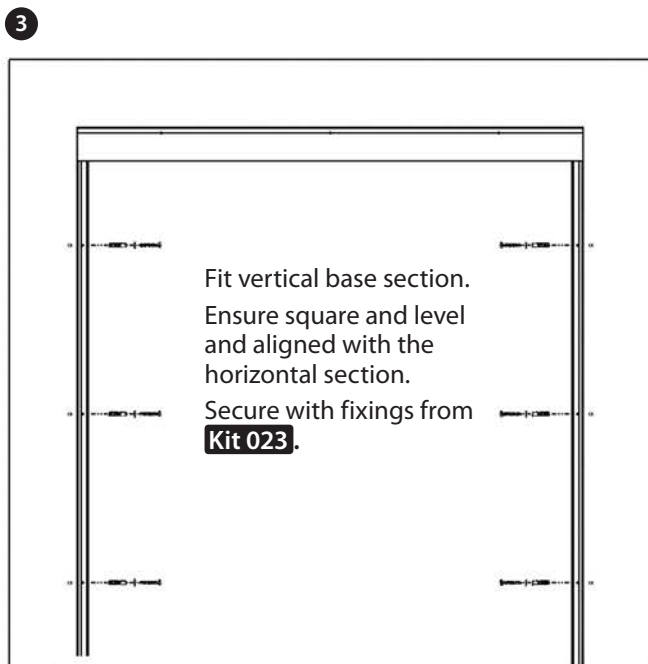 3
Fit vertical base section.
Ensure square and level
and aligned with the
horizontal section.
Secure with fixings from
Kit 023.